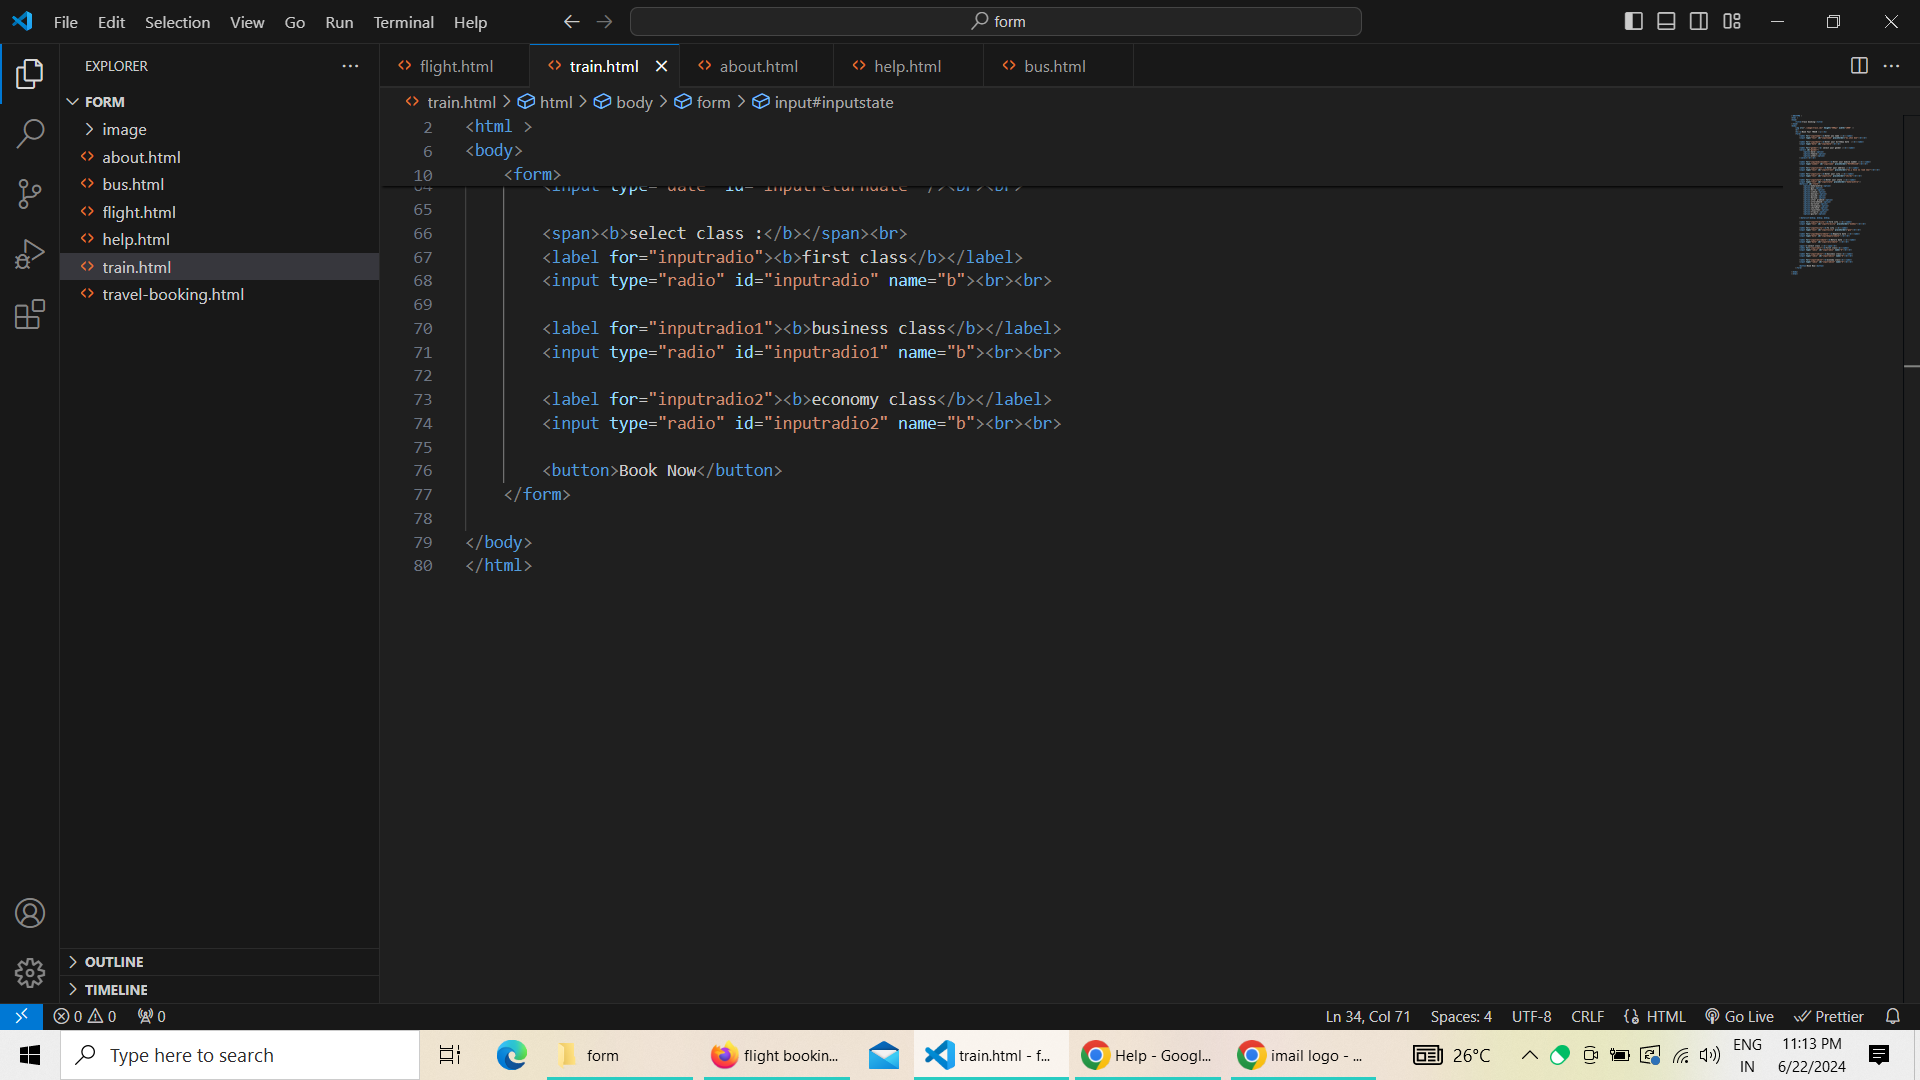 File Edit Selection View Go Run Terminal Help
form
EXPLORER
FORM
image
about.html
bus.html
flight.html
help.html
train.html
travel-booking.html
OUTLINE
TIMELINE
flight.html train.html about.html help.html bus.html
train.html > html > body > form > input#inputstate
2 <html >
6 <body>
10 <form>
64 <input type="date" id="inputreturndate" /><br><br>
65
66 <span><b>select class :</b></span><br>
67 <label for="inputradio"><b>first class</b></label>
68 <input type="radio" id="inputradio" name="b"><br><br>
69
70 <label for="inputradio1"><b>business class</b></label>
71 <input type="radio" id="inputradio1" name="b"><br><br>
72
73 <label for="inputradio2"><b>economy class</b></label>
74 <input type="radio" id="inputradio2" name="b"><br><br>
75
76 <button>Book Now</button>
77 </form>
78
79 </body>
80 </html>
0 0 0
Ln 34, Col 71 Spaces: 4 UTF-8 CRLF HTML Go Live Prettier
Type here to search
form
flight bookin...
train.html - f...
Help - Googl...
imail logo - ...
26°C
ENG
IN
11:13 PM
6/22/2024